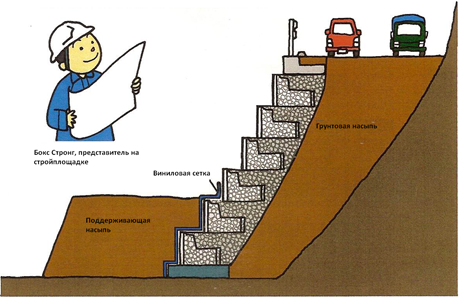 Бокс Стронг, представитель на
стройплощадке
Виниловая сетка
Грунтовая насыпь
Поддерживающая
насыпь